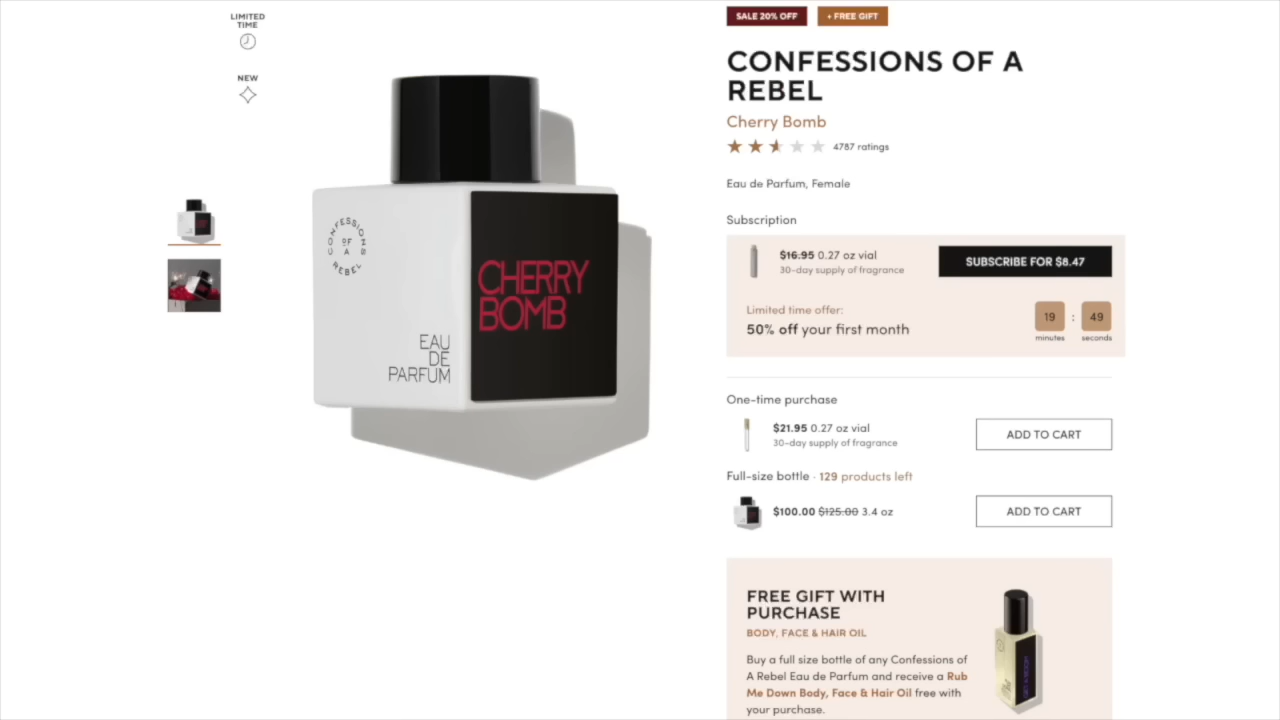 LIMITED
TIME
NEW
CONFESSIONS OF A REBEL
CHERRY
BOMB
EAU
DE
PARFUM
SALE 20% OFF
+ FREE GIFT
CONFESSIONS OF A
REBEL
Cherry Bomb
4787 ratings
Eau de Parfum, Female
Subscription
$16.95 0.27 oz vial
30-day supply of fragrance
SUBSCRIBE FOR $8.47
Limited time offer:
50% off your first month
19 : 49
minutes seconds
One-time purchase
$21.95 0.27 oz vial
30-day supply of fragrance
ADD TO CART
Full-size bottle · 129 products left
$100.00 $125.00 3.4 oz
ADD TO CART
FREE GIFT WITH
PURCHASE
BODY, FACE & HAIR OIL
Buy a full size bottle of any Confessions of
A Rebel Eau de Parfum and receive a Rub
Me Down Body, Face & Hair Oil free with
your purchase.